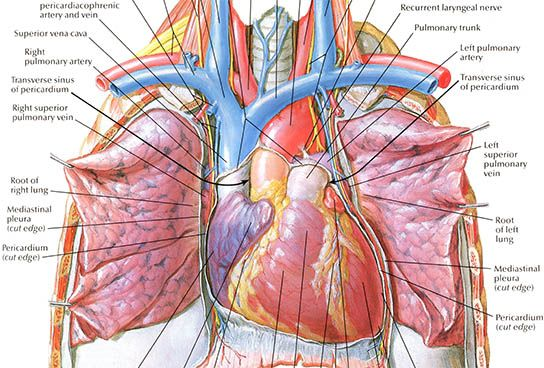 pericardiacophrenic
artery and vein
Superior vena cava
Right
pulmonary artery
Transverse sinus
of pericardium
Right superior
pulmonary vein
Root of
right lung
Mediastinal
pleura
(cut edge)
Pericardium
(cut edge)
Recurrent laryngeal nerve
Pulmonary trunk
Left pulmonary
artery
Transverse sinus
of pericardium
Left
superior
pulmonary
vein
Root
of left
lung
Mediastinal
pleura
(cut edge)
Pericardium
(cut edge)